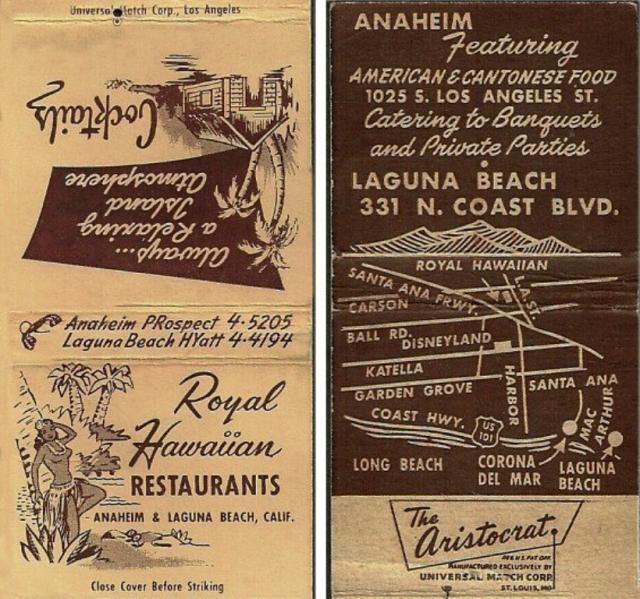 Universal Match Corp., Los Angeles
Cocktails
Always...
a Relaxing
Island
Atmosphere
Anaheim PRospect 4-5205
Laguna Beach HYatt 4-4194
Royal
Hawaiian
RESTAURANTS
ANAHEIM & LAGUNA BEACH, CALIF.
Close Cover Before Striking
ANAHEIM
Featuring
AMERICAN & CANTONESE FOOD
1025 S. LOS ANGELES ST.
Catering to Banquets
and Private Parties
LAGUNA BEACH
331 N. COAST BLVD.
ROYAL HAWAIIAN
SANTA ANA FRWY.
L.A. ST.
CARSON
BALL RD.
DISNEYLAND
KATELLA
HARBOR
SANTA ANA
GARDEN GROVE
COAST HWY.
US
101
MAC
ARTHUR
LONG BEACH
CORONA
DEL MAR
LAGUNA
BEACH
The
Aristocrat
REG U.S. PAT. OFF.
MANUFACTURED EXCLUSIVELY BY
UNIVERSAL MATCH CORP.
ST. LOUIS, MO.